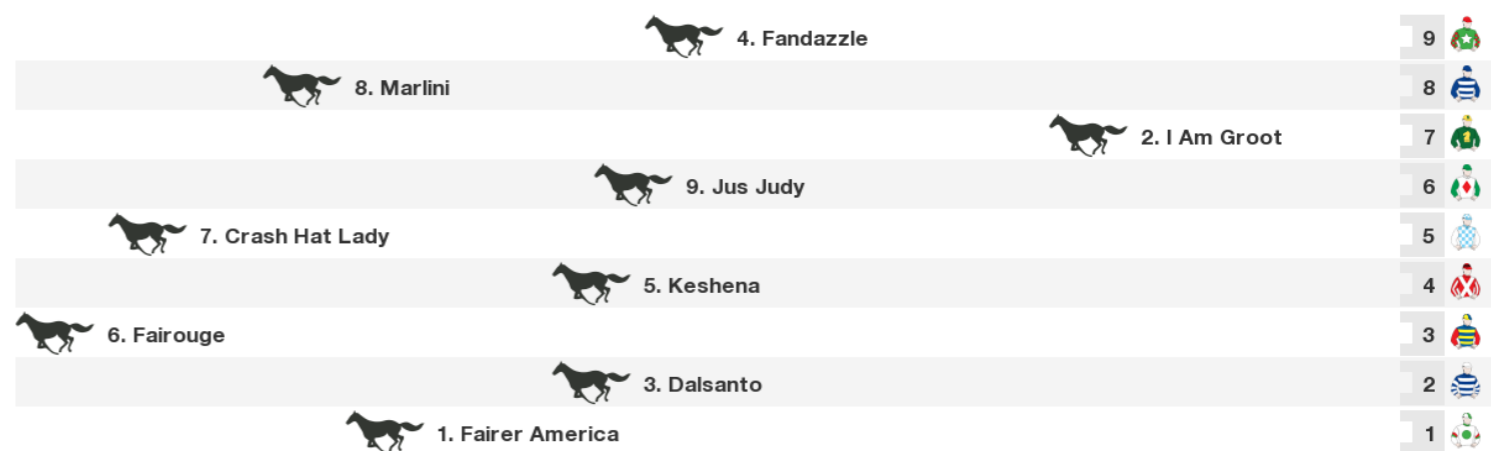 4. Fandazzle 9
8. Marlini 8
2. I Am Groot 7
9. Jus Judy 6
7. Crash Hat Lady 5
5. Keshena 4
6. Fairouge 3
3. Dalsanto 2
1. Fairer America 1